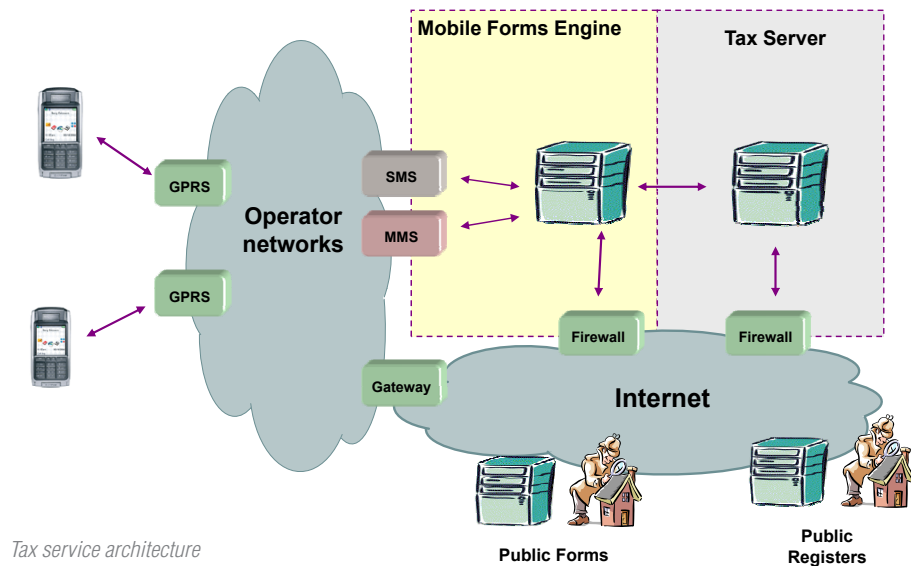 Mobile Forms Engine
Tax Server
GPRS
SMS
Operator
networks
MMS
GPRS
Firewall
Firewall
Gateway
Internet
Public Forms
Public
Registers
Tax service architecture